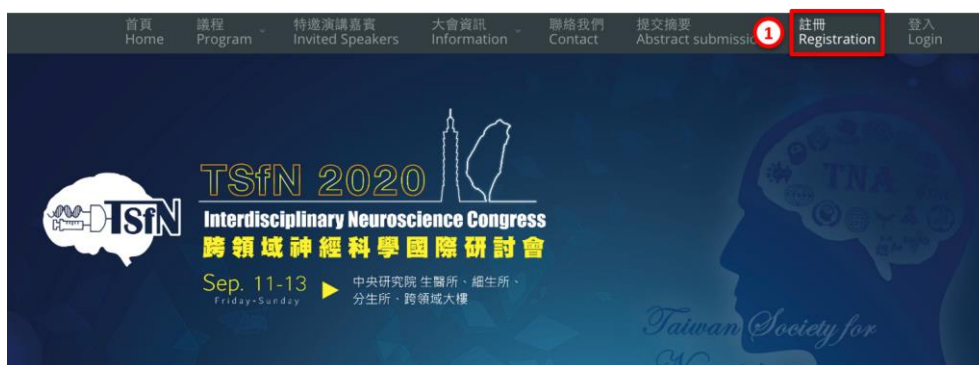 首頁
Home
議程
Program
特邀演講嘉賓
Invited Speakers
大會資訊
Information
聯絡我們
Contact
提交摘要
Abstract submissio
1
註冊
Registration
登入
Login
TSfN 2020
TSfN
Interdisciplinary Neuroscience Congress
跨領域神經科學國際研討會
Sep. 11-13
Friday-Sunday
中央研究院 生醫所、細生所、
分生所、跨領域大樓
TNA
Taiwan Society for